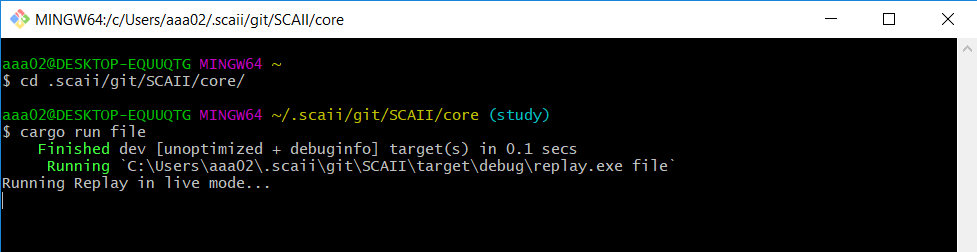 MINGW64:/c/Users/aaa02/.scaii/git/SCAII/core
aaa02@DESKTOP-EQUUQTG MINGW64 ~
$ cd .scaii/git/SCAII/core/
aaa02@DESKTOP-EQUUQTG MINGW64 ~/.scaii/git/SCAII/core (study)
$ cargo run file
    Finished dev [unoptimized + debuginfo] target(s) in 0.1 secs
     Running `C:\Users\aaa02\.scaii\git\SCAII\target\debug\replay.exe file`
Running Replay in live mode...